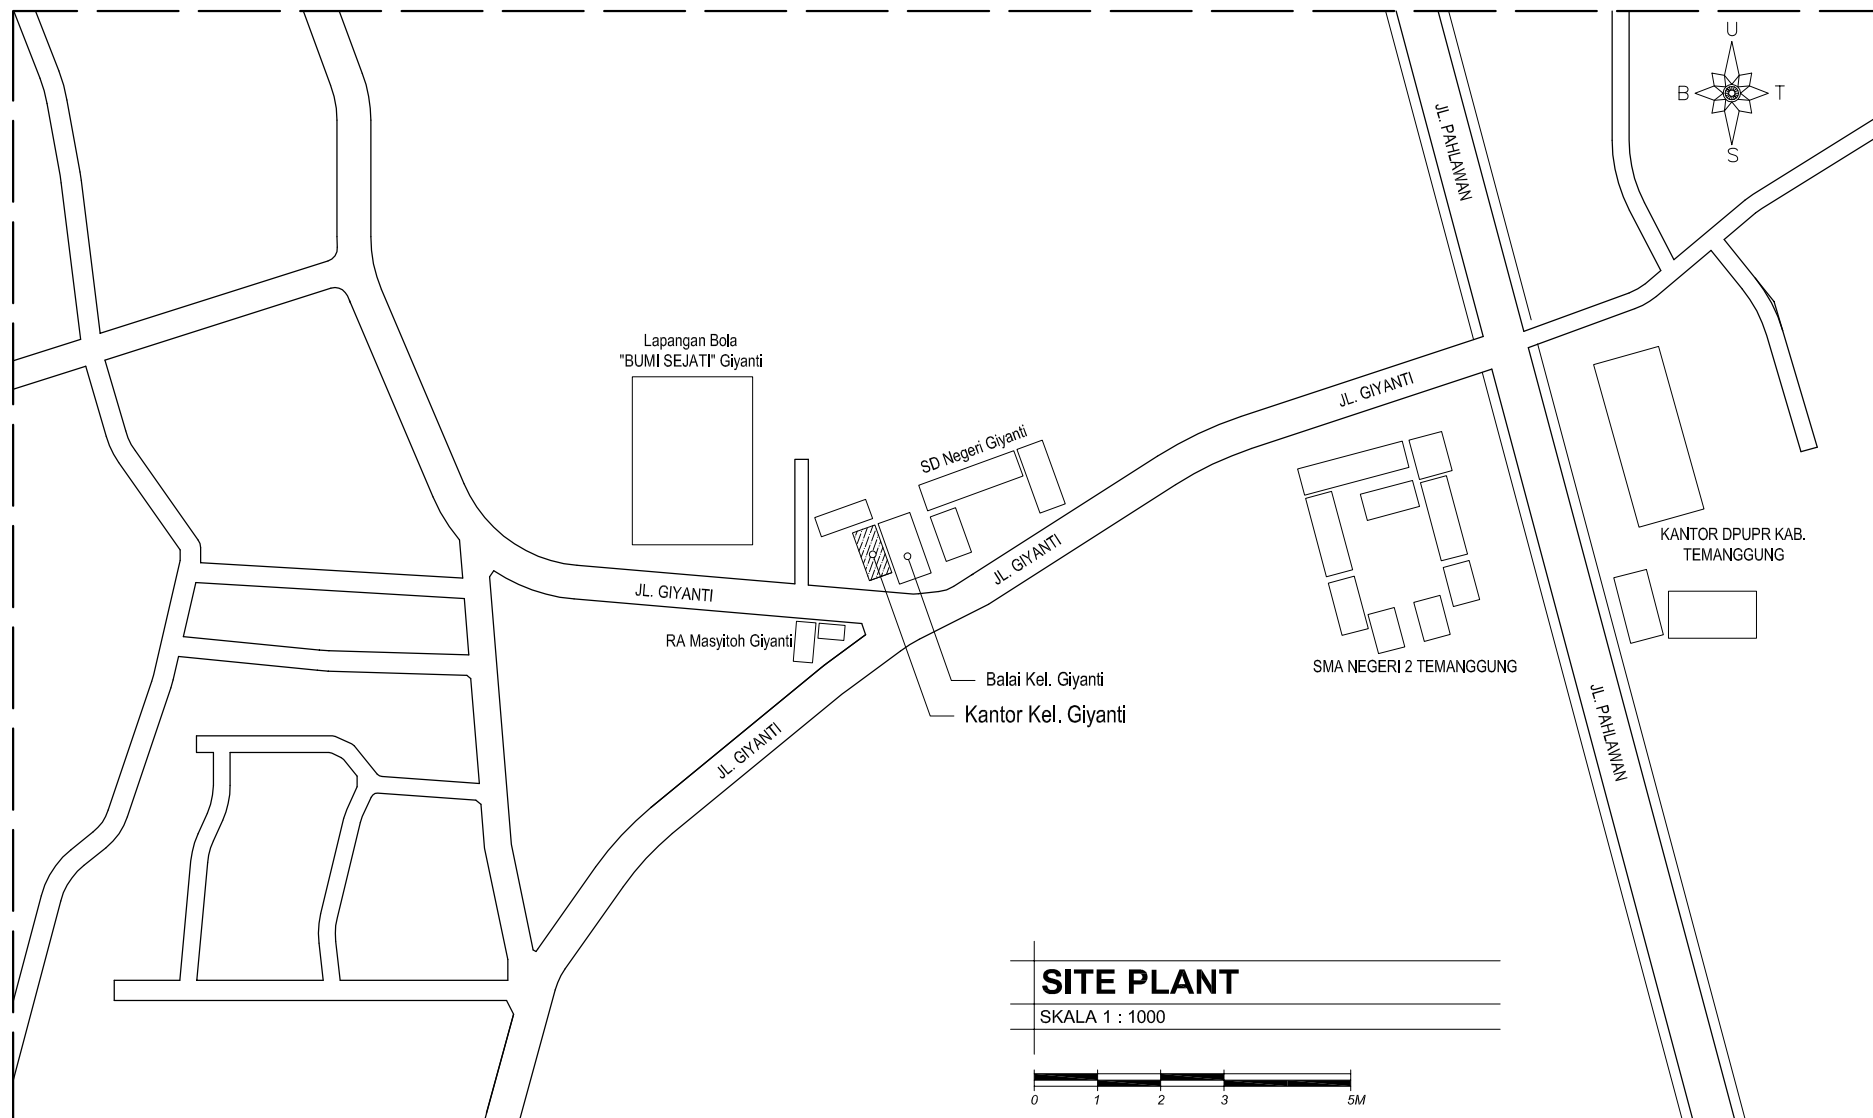 U
B
T
S
JL. PAHLAWAN
Lapangan Bola
"BUMI SEJATI" Giyanti
JL. GIYANTI
SD Negeri Giyanti
KANTOR DPUPR KAB.
TEMANGGUNG
JL. GIYANTI
JL. GIYANTI
RA Masyitoh Giyanti
SMA NEGERI 2 TEMANGGUNG
Balai Kel. Giyanti
Kantor Kel. Giyanti
JL. PAHLAWAN
JL. GIYANTI
SITE PLANT
SKALA 1 : 1000
0 1 2 3 5M